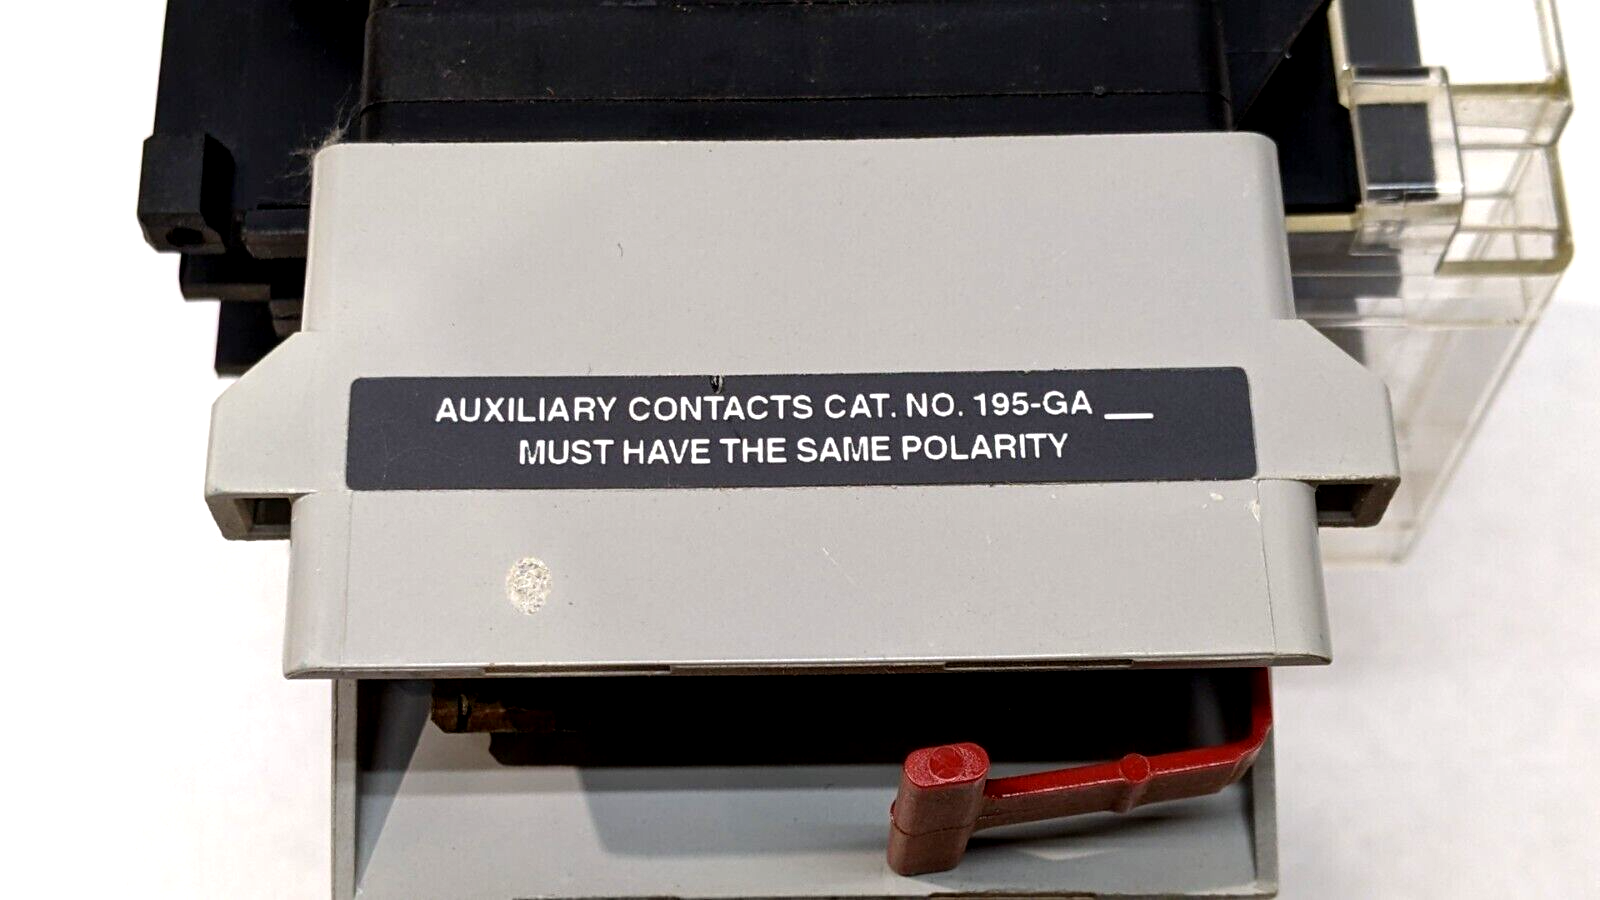 AUXILIARY CONTACTS CAT. NO. 195-GA __
MUST HAVE THE SAME POLARITY